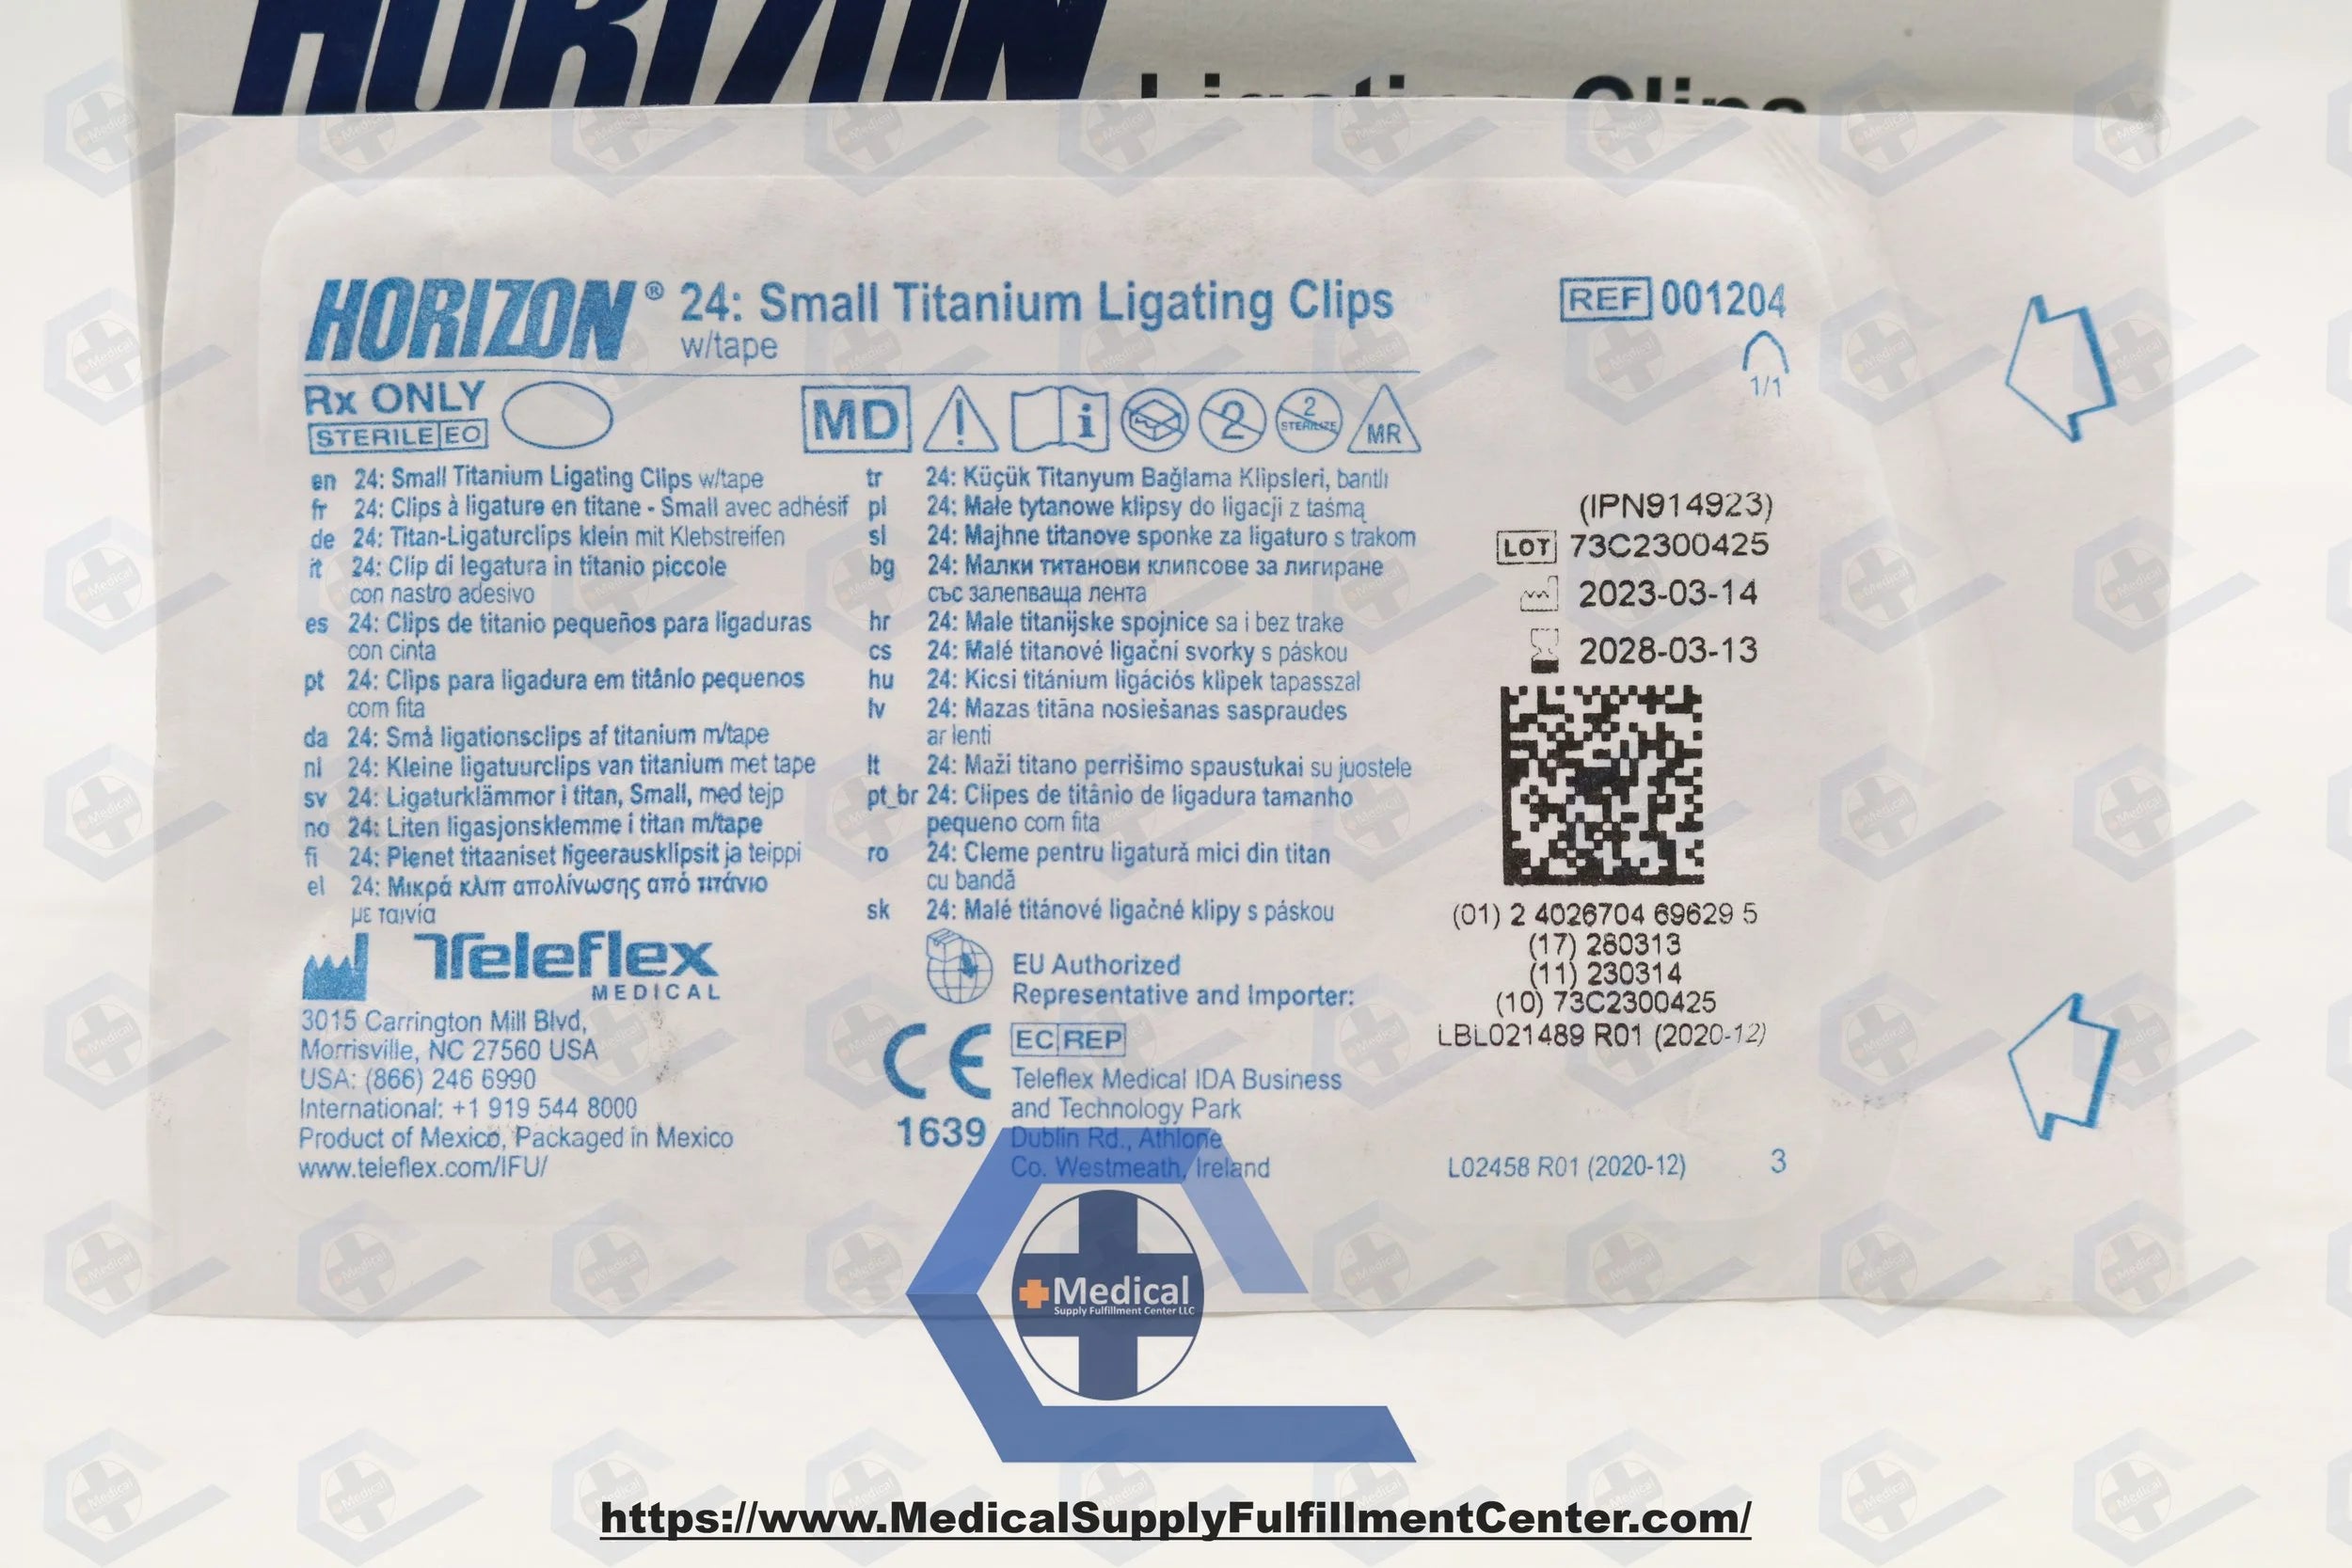 HORIZON
Ligating Clips
HORIZON® 24: Small Titanium Ligating Clips
w/tape
REF 001204
1/1
Rx ONLY
STERILE EO
MD
2
2
STERILIZE
MR
en 24: Small Titanium Ligating Clips w/tape
fr 24: Clips à ligature en titane - Small avec adhésif
de 24: Titan-Ligaturclips klein mit Klebstreifen
it 24: Clip di legatura in titanio piccole
con nastro adesivo
es 24: Clips de titanio pequeños para ligaduras
con cinta
pt 24: Clips para ligadura em titânio pequenos
com fita
da 24: Små ligationsclips af titanium m/tape
nl 24: Kleine ligatuurclips van titanium met tape
sv 24: Ligaturklämmor i titan, Small, med tejp
no 24: Liten ligasjonsklemme i titan m/tape
fi 24: Pienet titaaniset ligeerausklipsit ja teippi
el 24: Μικρά κλιπ απολίνωσης από τιτάνιο
με ταινία
tr 24: Küçük Titanyum Bağlama Klipsleri, bantlı
pl 24: Małe tytanowe klipsy do ligacji z taśmą
sl 24: Majhne titanove sponke za ligaturo s trakom
bg 24: Малки титанови клипсове за лигиране
със залепваща лента
hr 24: Male titanijske spojnice sa i bez trake
cs 24: Malé titanové ligační svorky s páskou
hu 24: Kicsi titánium ligációs klipek tapasszal
lv 24: Mazas titāna nosiešanas saspraudes
ar lenti
lt 24: Maži titano perrišimo spaustukai su juostele
pt_br 24: Clipes de titânio de ligadura tamanho
pequeno com fita
ro 24: Cleme pentru ligatură mici din titan
cu bandă
sk 24: Malé titánové ligačné klipy s páskou
(IPN914923)
LOT 73C2300425
2023-03-14
2028-03-13
(01) 2 4026704 69629 5
(17) 280313
(11) 230314
(10) 73C2300425
LBL021489 R01 (2020-12)
Teleflex
MEDICAL
3015 Carrington Mill Blvd,
Morrisville, NC 27560 USA
USA: (866) 246 6990
International: +1 919 544 8000
Product of Mexico, Packaged in Mexico
www.teleflex.com/IFU/
EU Authorized
Representative and Importer:
CE
1639
EC REP
Teleflex Medical IDA Business
and Technology Park
Dublin Rd., Athlone
Co. Westmeath, Ireland
L02458 R01 (2020-12) 3
Medical
Supply Fulfillment Center LLC
https://www.MedicalSupplyFulfillmentCenter.com/